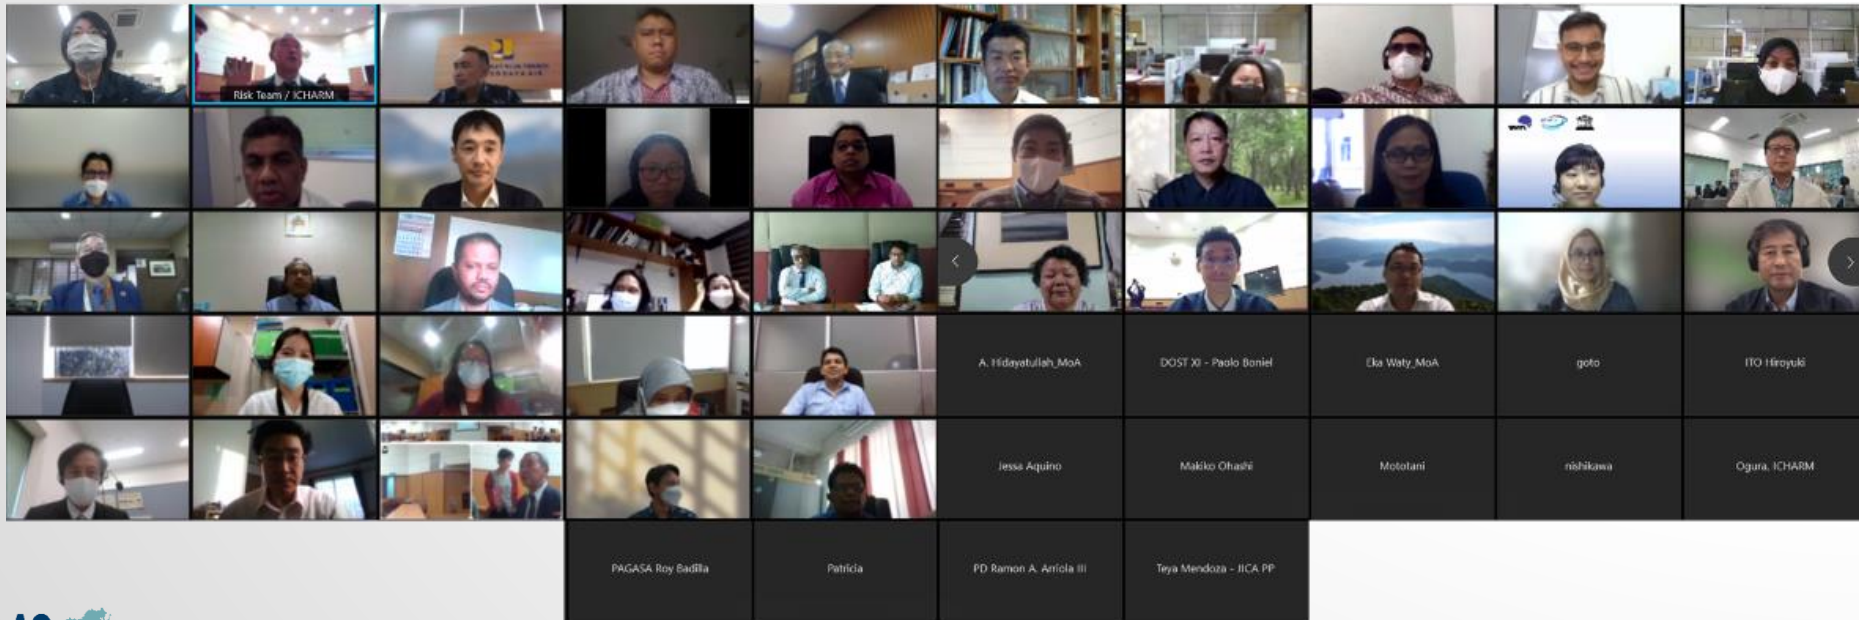 Risk Team / ICHARM
A. Hidayatullah_MoA
DOST XI - Paolo Boniel
Eka Waty_MoA
goto
ITO Hiroyuki
Jessa Aquino
Makiko Ohashi
Mototani
nishikawa
Ogura, ICHARM
PAGASA Roy Badilla
Patricia
PD Ramon A. Arriola III
Teya Mendoza - JICA PP